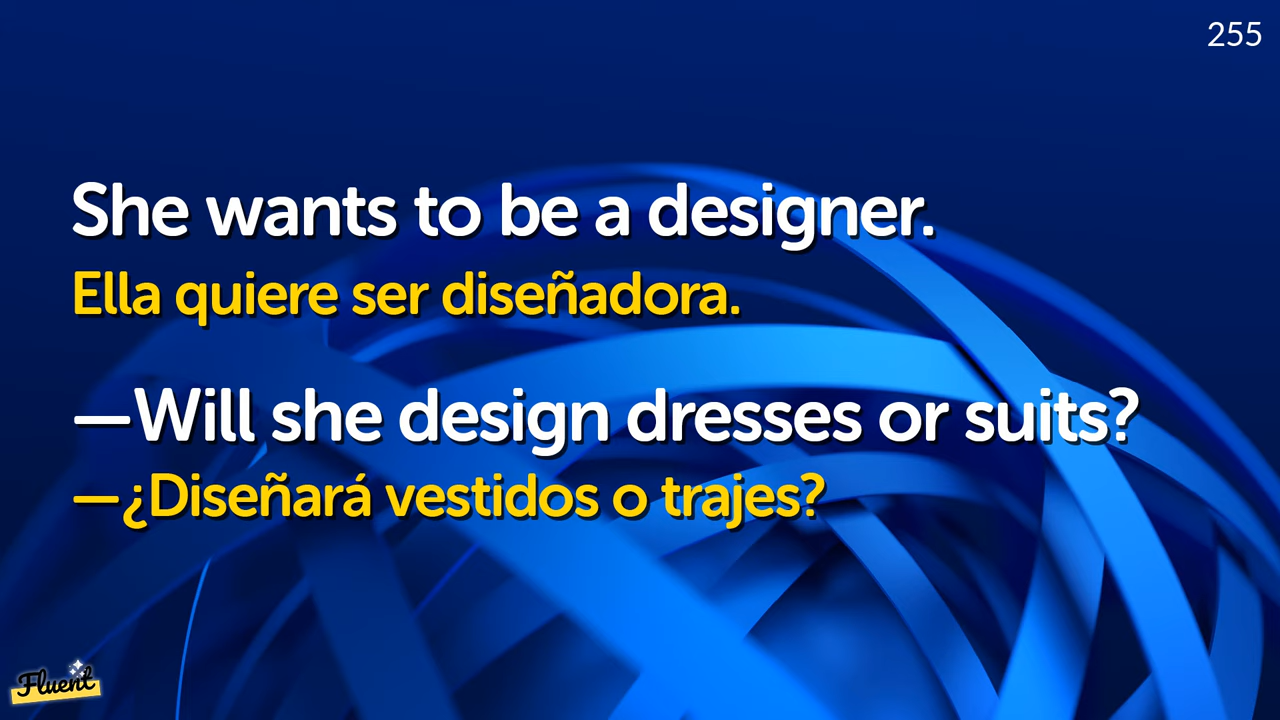 255
She wants to be a designer.
Ella quiere ser diseñadora.
—Will she design dresses or suits?
—¿Diseñará vestidos o trajes?
Fluent